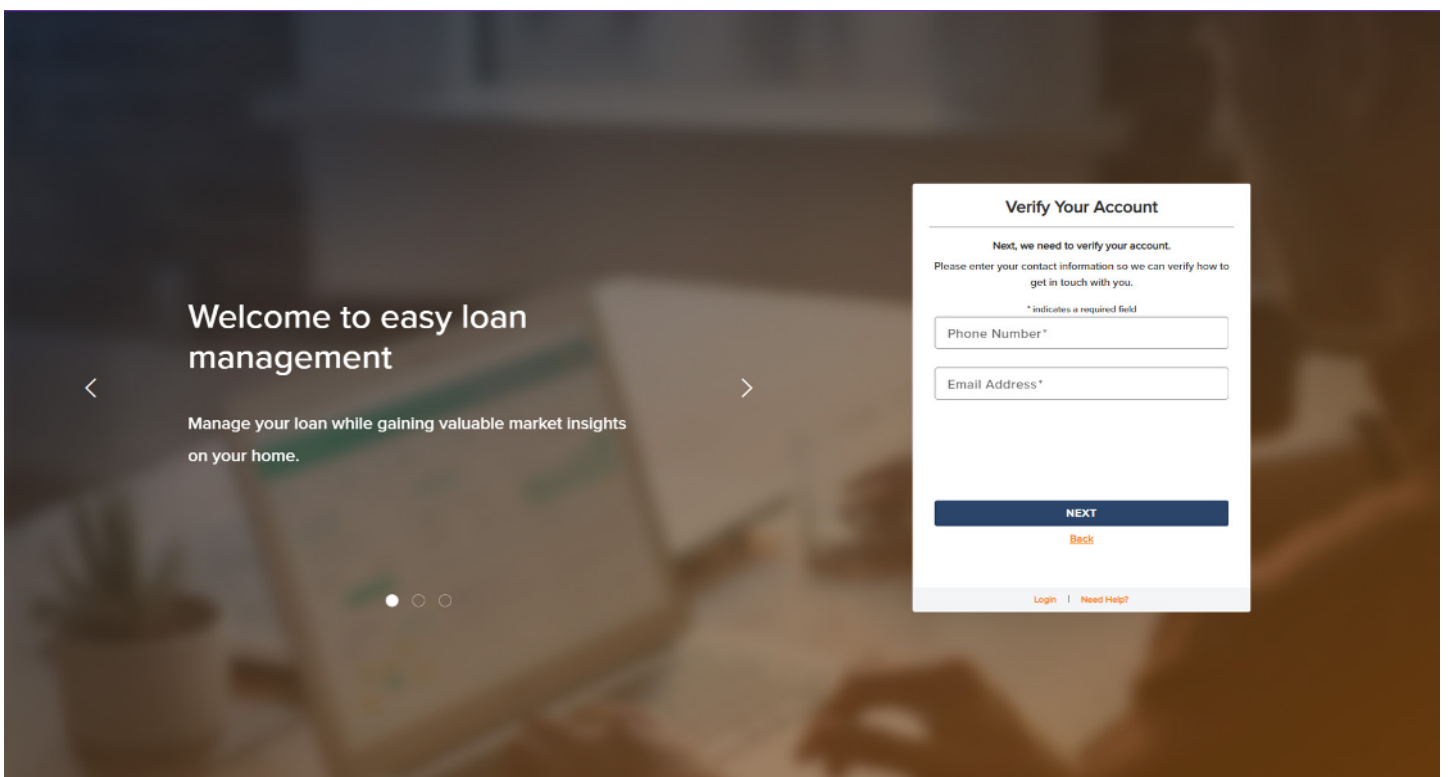 Welcome to easy loan
management
Manage your loan while gaining valuable market insights
on your home.
Verify Your Account
Next, we need to verify your account.
Please enter your contact information so we can verify how to
get in touch with you.
* indicates a required field
Phone Number*
Email Address*
NEXT
Back
Login | Need Help?